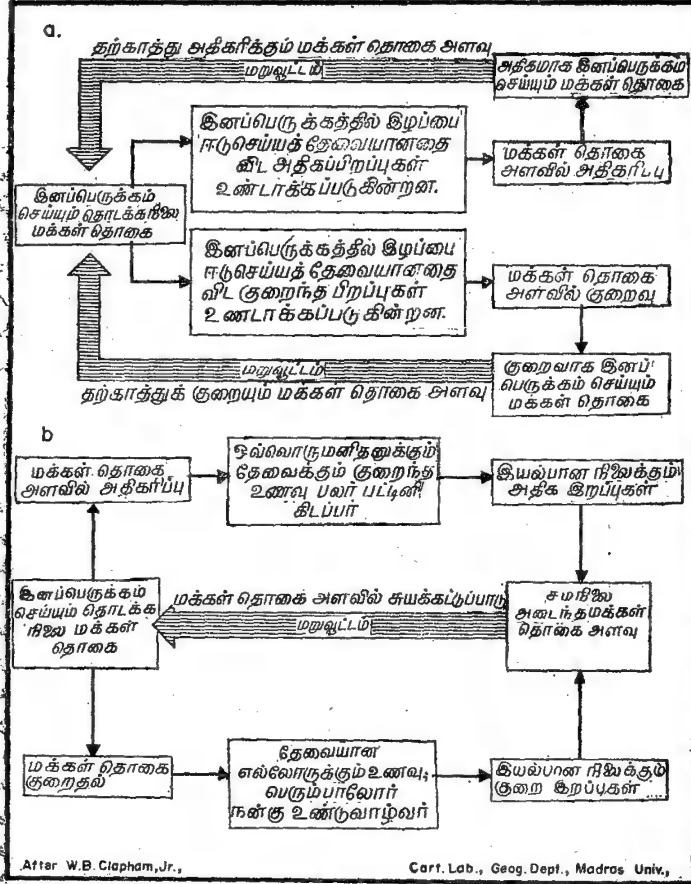 a.
தற்காத்து அதிகரிக்கும் மக்கள் தொகை அளவு
மறுவூட்டம்
அதிகமாக இனப்பெருக்கம்
செய்யும் மக்கள் தொகை
இனப்பெருக்கத்தில் இழப்பை
ஈடுசெய்யத் தேவையானதை
விட அதிகப்பிறப்புகள்
உண்டாக்கப்படுகின்றன.
மக்கள் தொகை
அளவில் அதிகரிப்பு
இனப்பெருக்கம்
செய்யும் தொடக்கநிலை
மக்கள் தொகை
இனப்பெருக்கத்தில் இழப்பை
ஈடுசெய்யத் தேவையானதை
விட குறைந்த பிறப்புகள்
உணடாக்கப்படுகின்றன.
மக்கள் தொகை
அளவில் குறைவு
மறுவூட்டம்
குறைவாக இனப்
பெருக்கம் செய்யும்
மக்கள் தொகை
தற்காத்துக் குறையும் மக்கள் தொகை அளவு
b
மக்கள் தொகை
அளவில் அதிகரிப்பு
ஒவ்வொருமனிதனுக்கும்
தேவைக்கும் குறைந்த
உணவு பலர் பட்டினி
கிடப்பர்
இயல்பான நிலைக்கும்
அதிக இறப்புகள்
இனப்பெருக்கம்
செய்யும் தொடக்க
நிலை மக்கள்
தொகை
மக்கள் தொகை அளவில் சுயக்கட்டுப்பாடு
மறுவூட்டம்
சமநிலை
அடைந்தமக்கள்
தொகை அளவு
மக்கள் தொகை
குறைதல்
தேவையான
எல்லோருக்கும் உணவு;
பெரும்பாலோர்
நன்கு உண்டுவாழ்வர்
இயல்பான நிலைக்கும்
குறை இறப்புகள்
After W.B. Clapham, Jr.,
Cart. Lab., Geog. Dept., Madras Univ.,